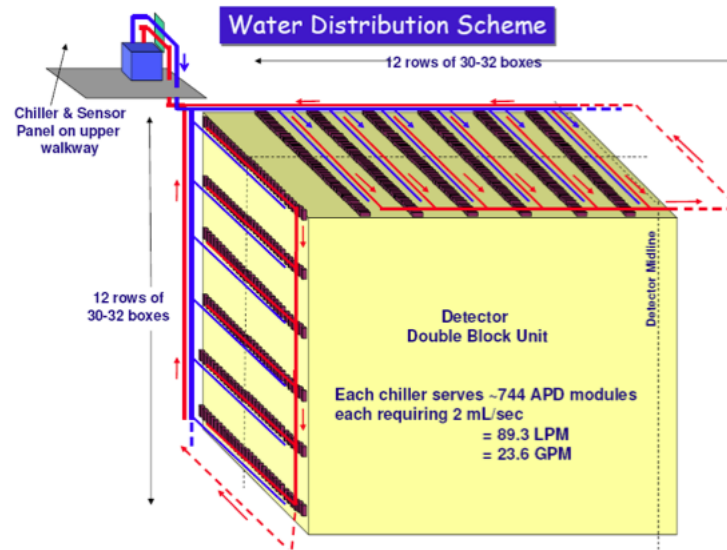 Water Distribution Scheme
12 rows of 30-32 boxes
Chiller & Sensor
Panel on upper
walkway
12 rows of
30-32 boxes
Detector Midline
Detector
Double Block Unit
Each chiller serves ~744 APD modules
each requiring 2 mL/sec
= 89.3 LPM
= 23.6 GPM